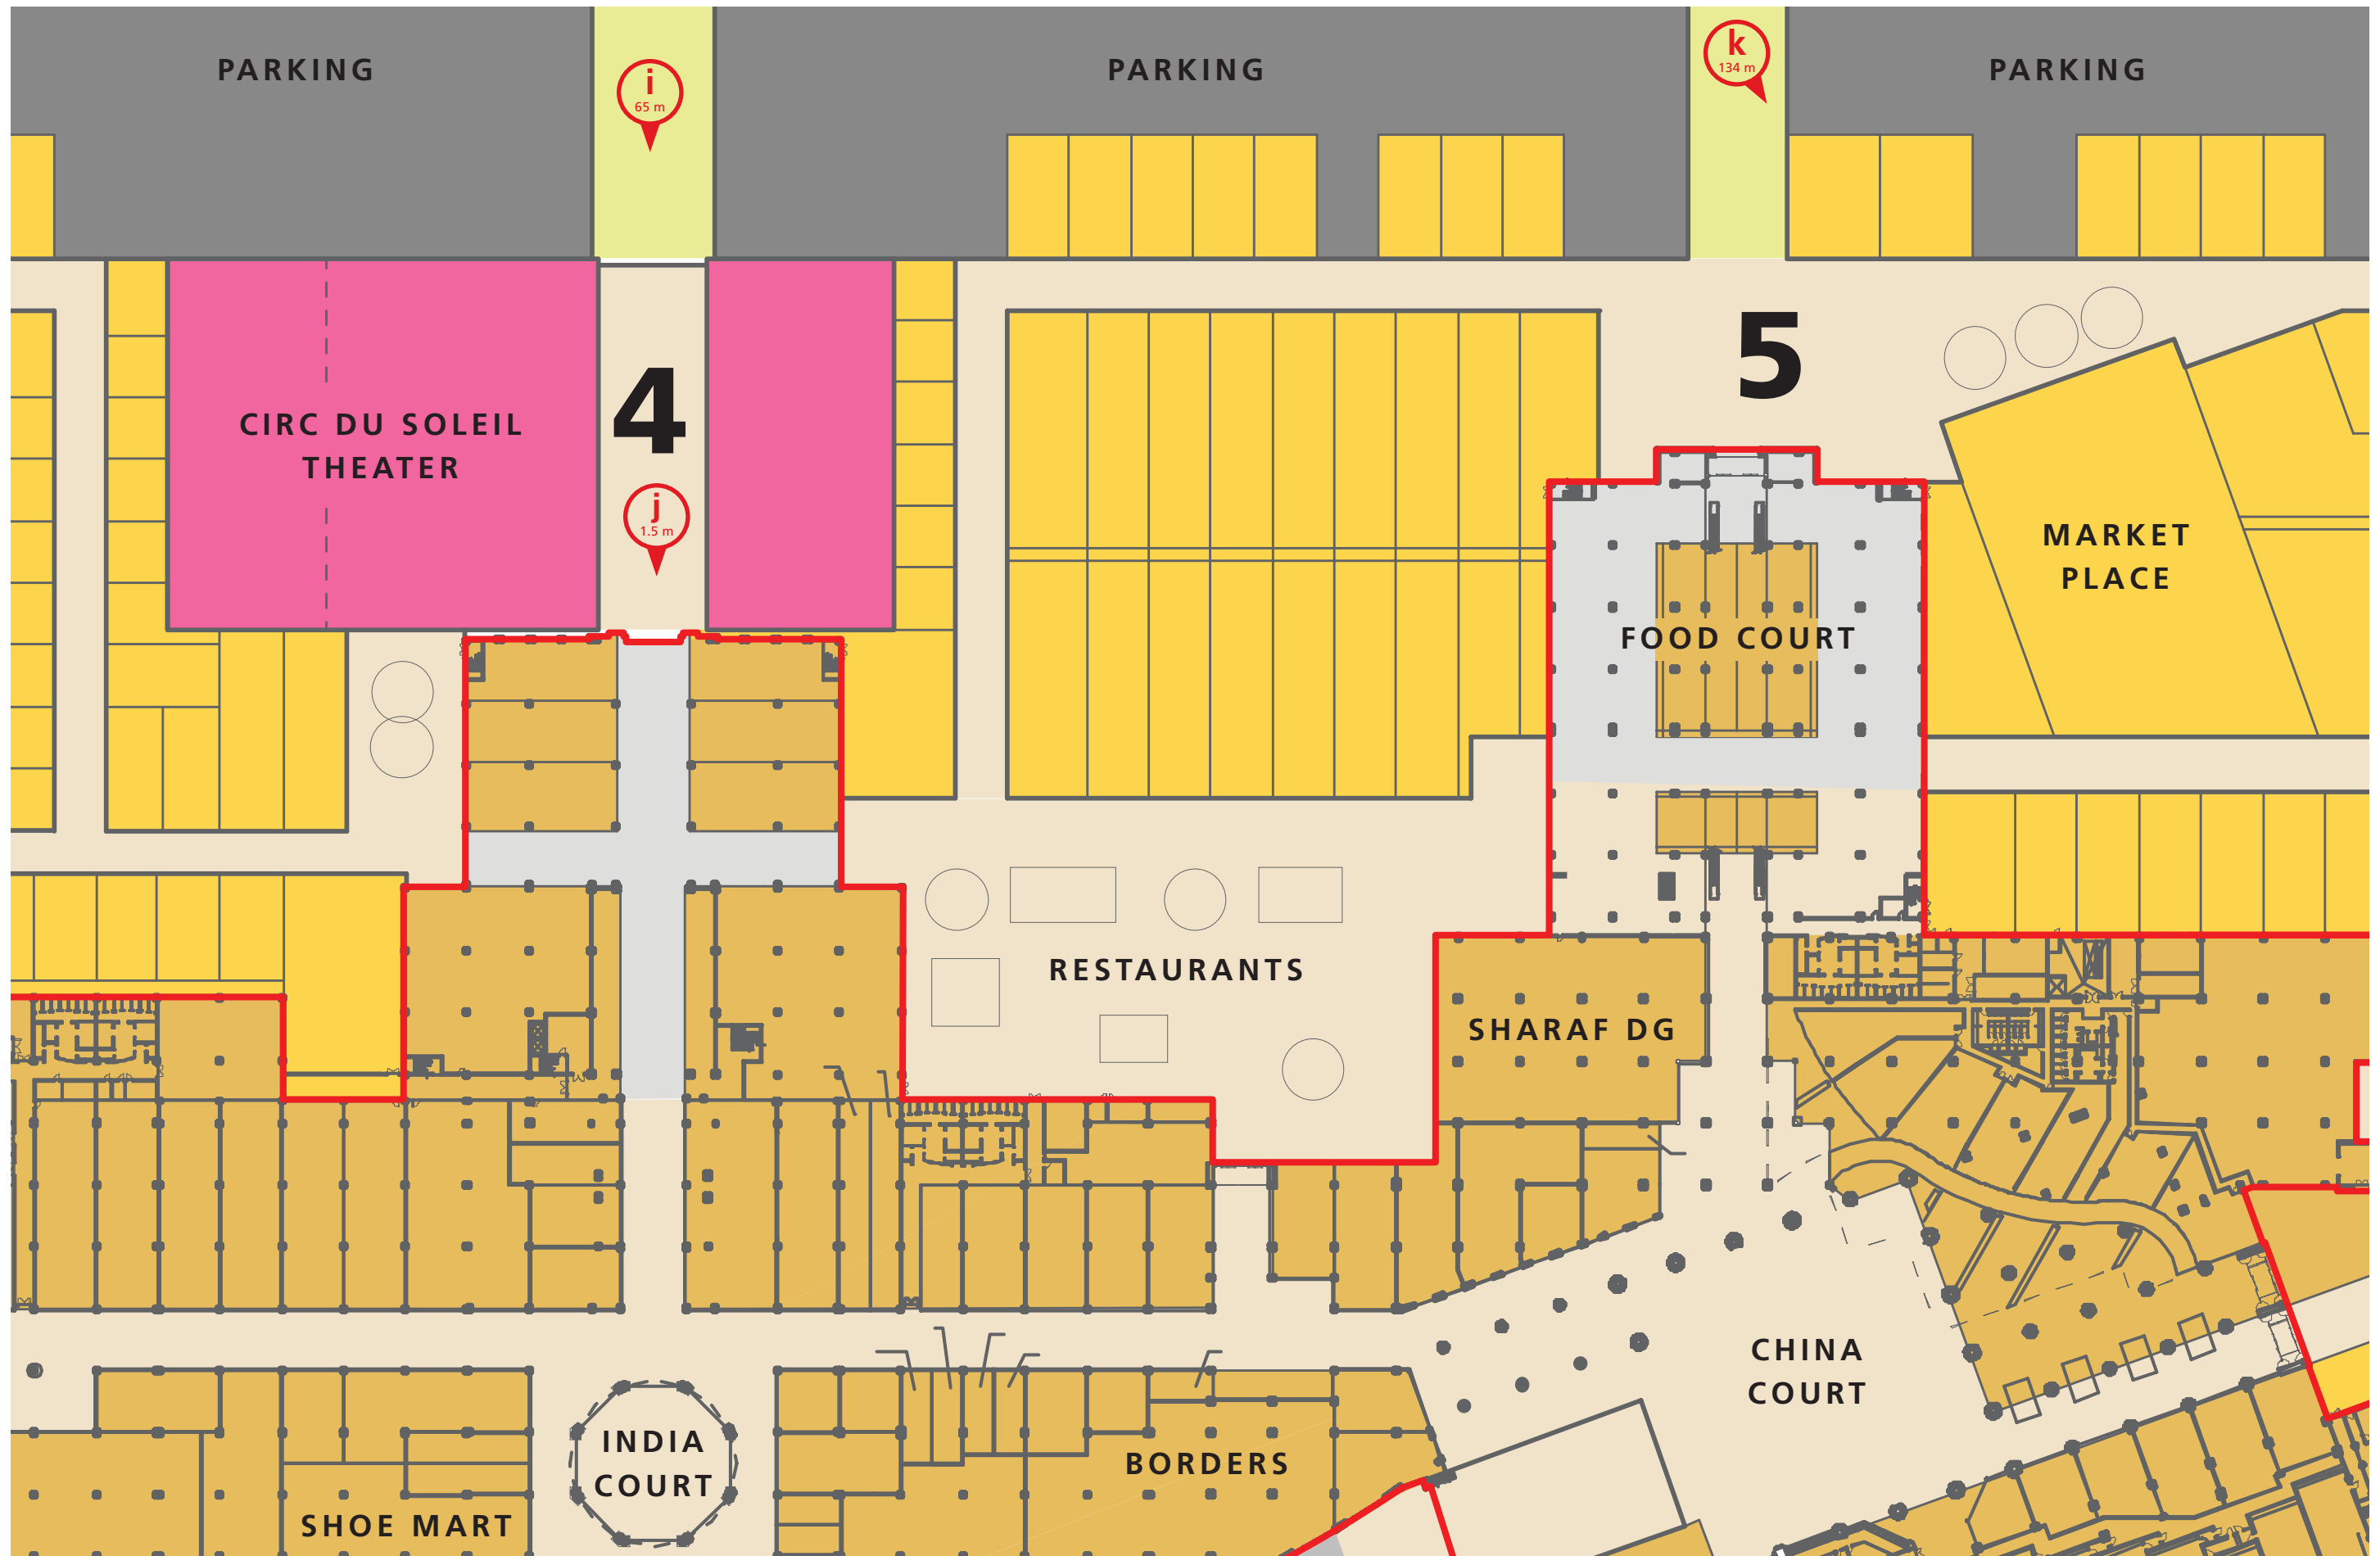 PARKING
i
65 m
PARKING
k
134 m
PARKING
4
5
CIRC DU SOLEIL
THEATER
j
1.5 m
MARKET
PLACE
FOOD COURT
RESTAURANTS
SHARAF DG
CHINA
COURT
INDIA
COURT
BORDERS
SHOE MART